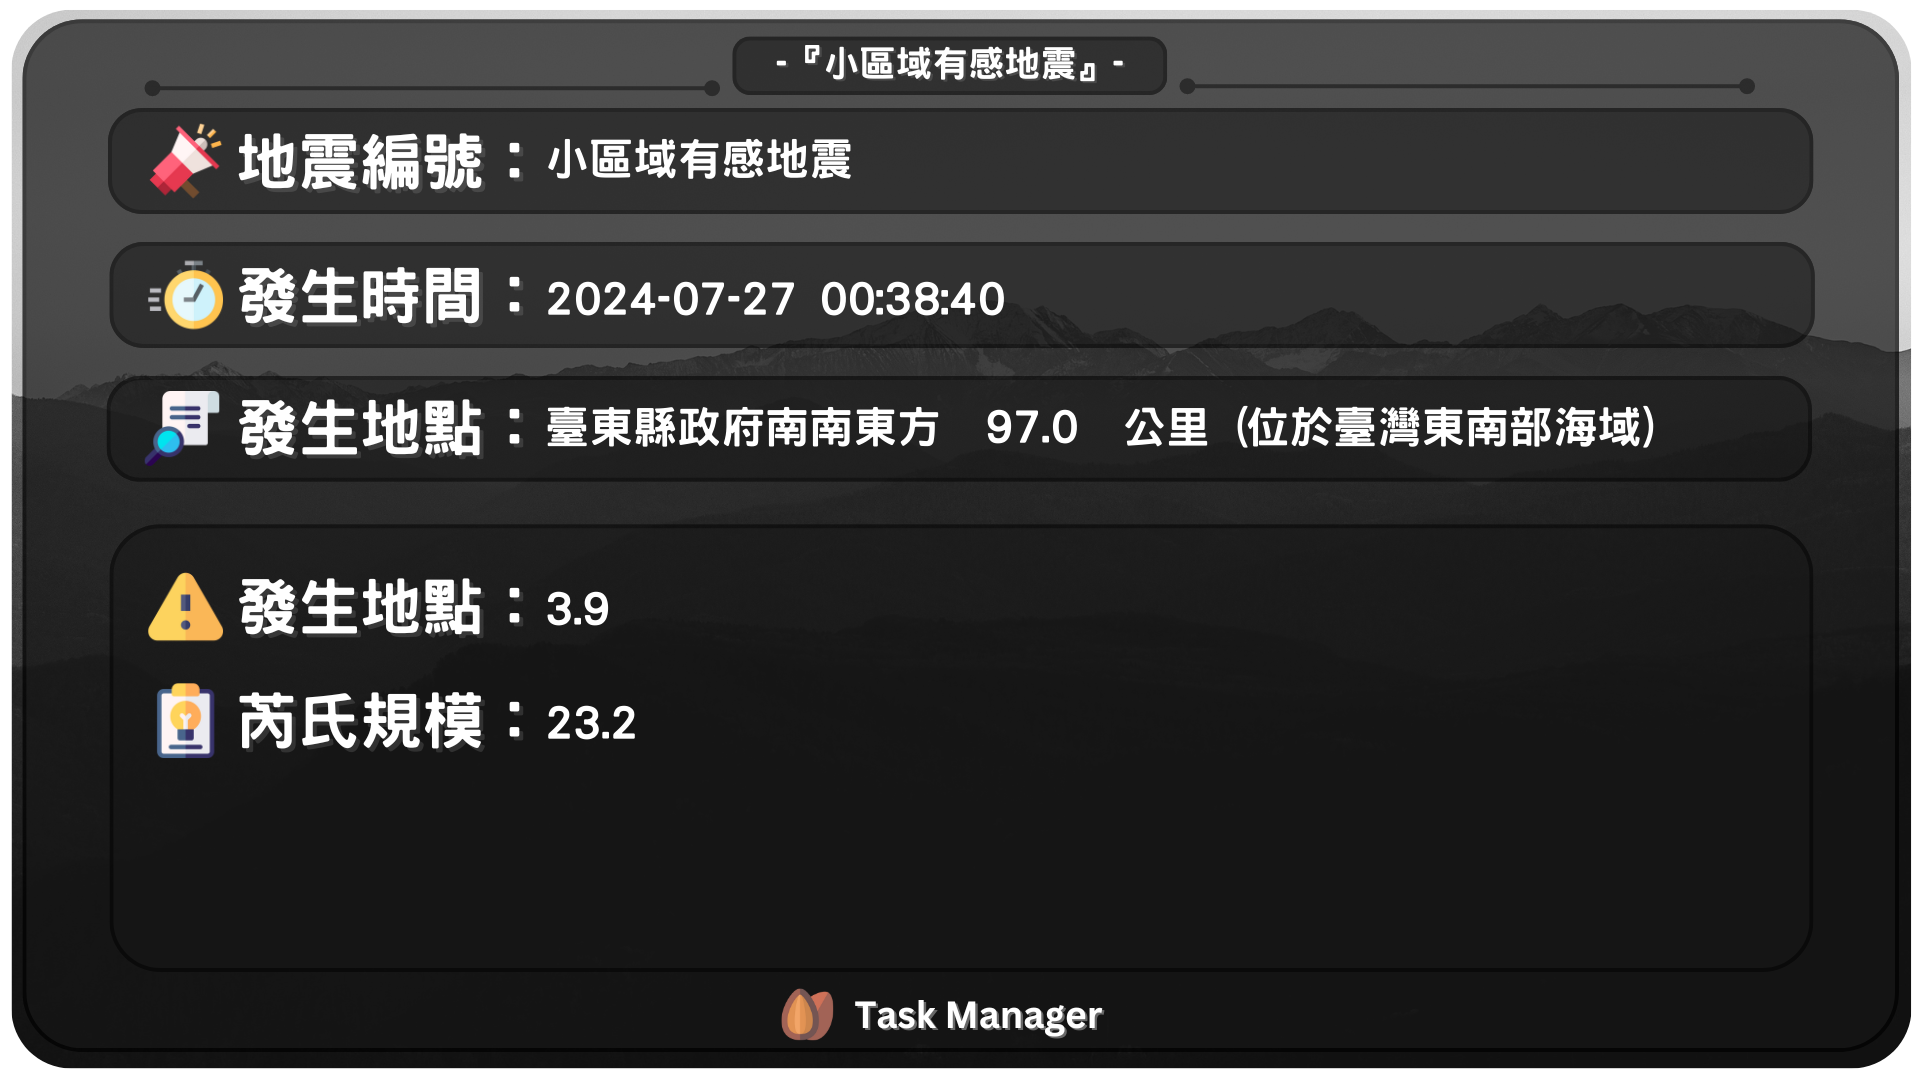 -『小區域有感地震』-
地震編號：小區域有感地震
發生時間：2024-07-27 00:38:40
發生地點：臺東縣政府南南東方 97.0 公里 (位於臺灣東南部海域)
發生地點：3.9
芮氏規模：23.2
Task Manager